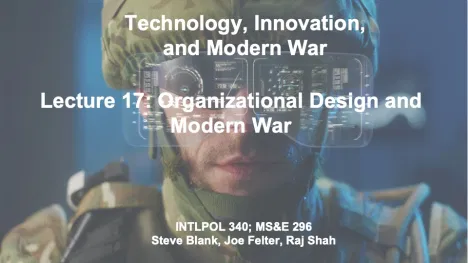 Technology, Innovation,
and Modern War
Lecture 17: Organizational Design and
Modern War
INTLPOL 340; MS&E 296
Steve Blank, Joe Felter, Raj Shah